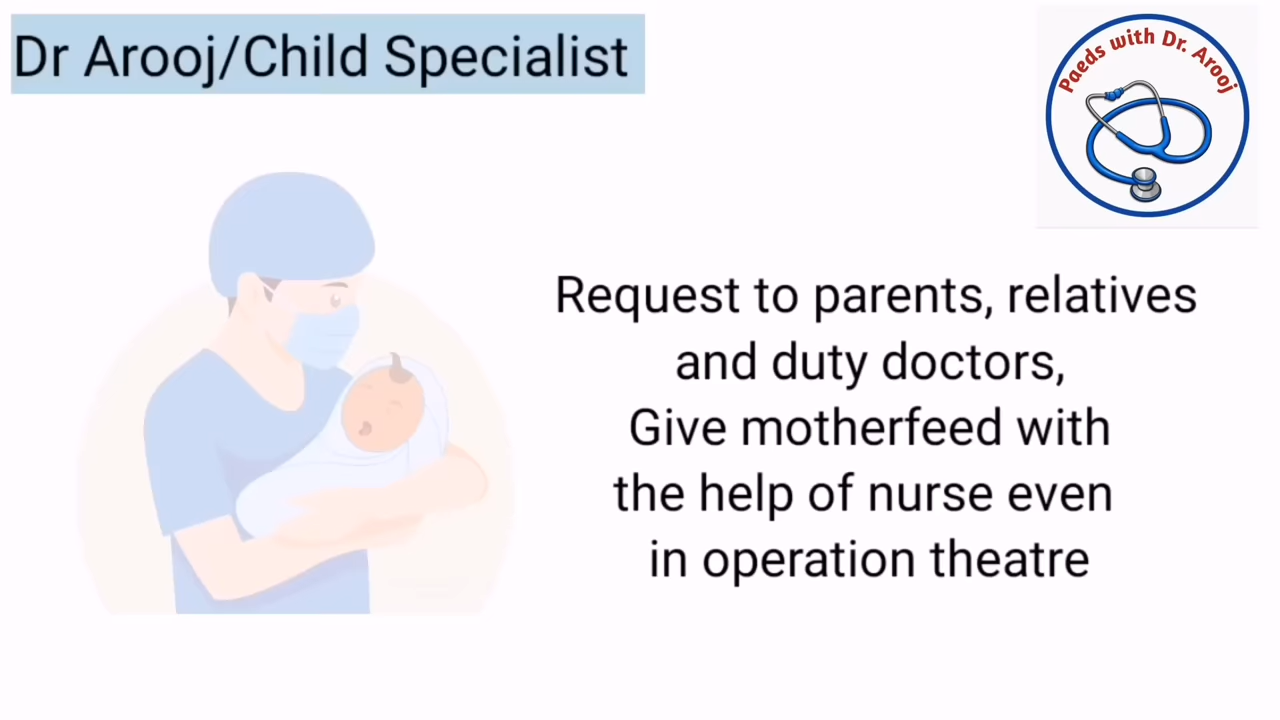 Dr Arooj/Child Specialist
Paeds with Dr. Arooj
Request to parents, relatives
and duty doctors,
Give motherfeed with
the help of nurse even
in operation theatre